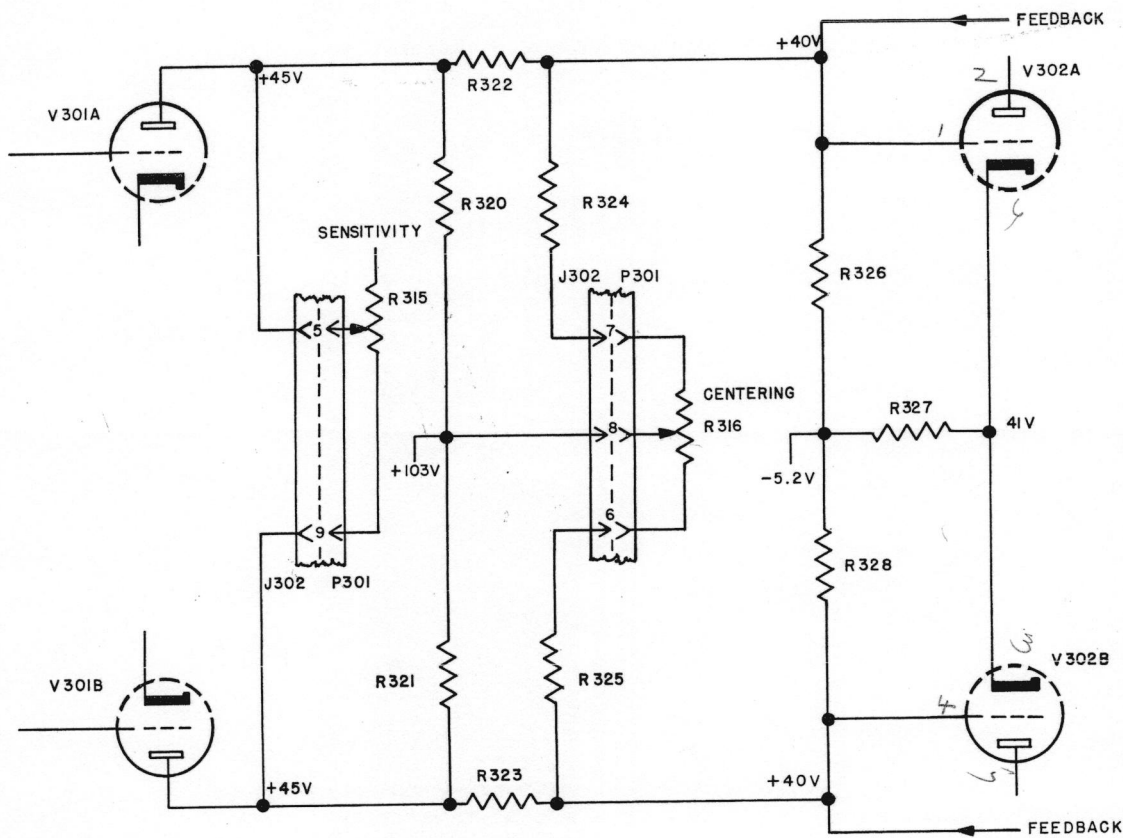 FEEDBACK
+40V
+45V
R322
2
V302A
V301A
1
R320
R324
SENSITIVITY
J302 P301
R326
R315
5
7
CENTERING
R316
R327
41V
8
+103V
-5.2V
6
9
R328
J302 P301
V301B
R321
R325
V302B
4
+45V
R323
+40V
FEEDBACK